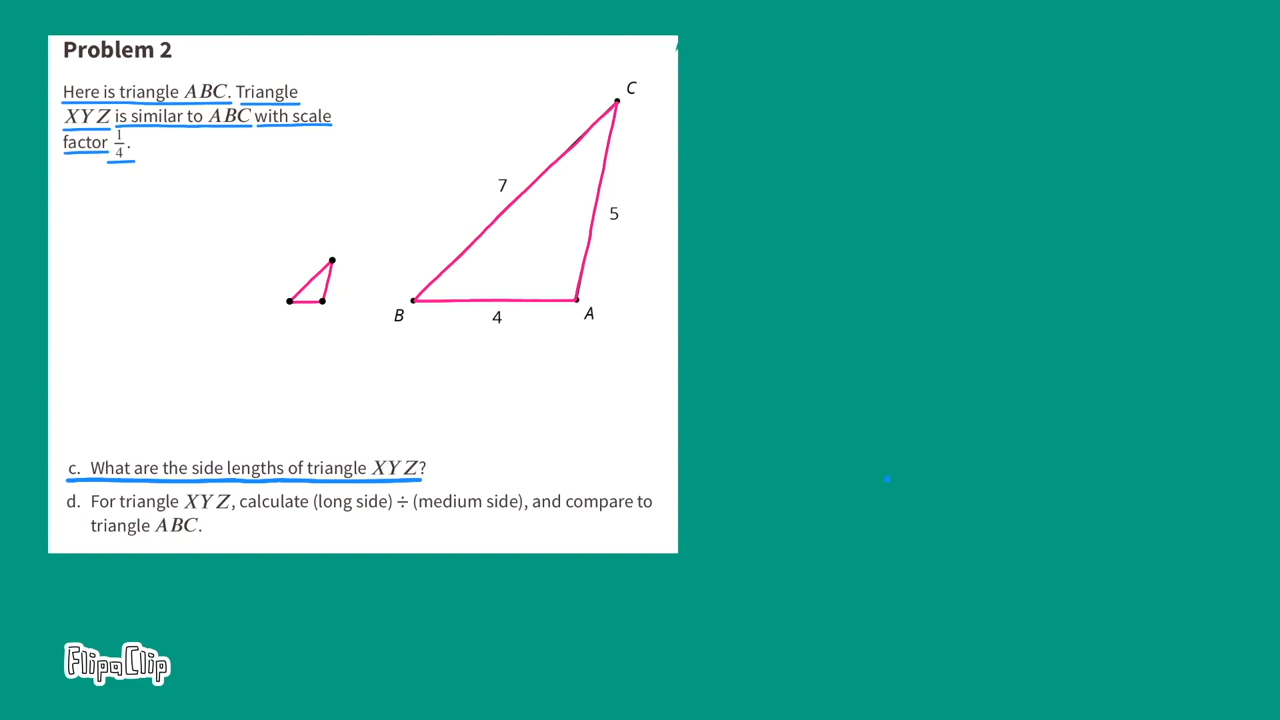 Problem 2
Here is triangle ABC. Triangle
XYZ is similar to ABC with scale
factor 1/4.
C
7
5
B
4
A
c. What are the side lengths of triangle XYZ?
d. For triangle XYZ, calculate (long side) ÷ (medium side), and compare to
triangle ABC.
FlipaClip